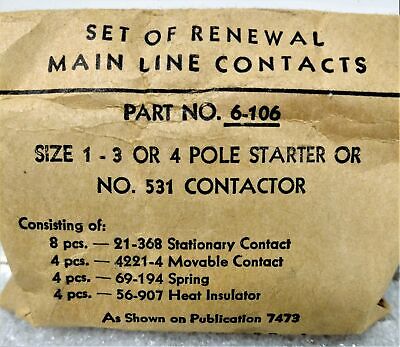 SET OF RENEWAL
MAIN LINE CONTACTS
PART NO. 6-106
SIZE 1 - 3 OR 4 POLE STARTER OR
NO. 531 CONTACTOR
Consisting of:
8 pcs. — 21-368 Stationary Contact
4 pcs. — 4221-4 Movable Contact
4 pcs. — 69-194 Spring
4 pcs. — 56-907 Heat Insulator
As Shown on Publication 7473